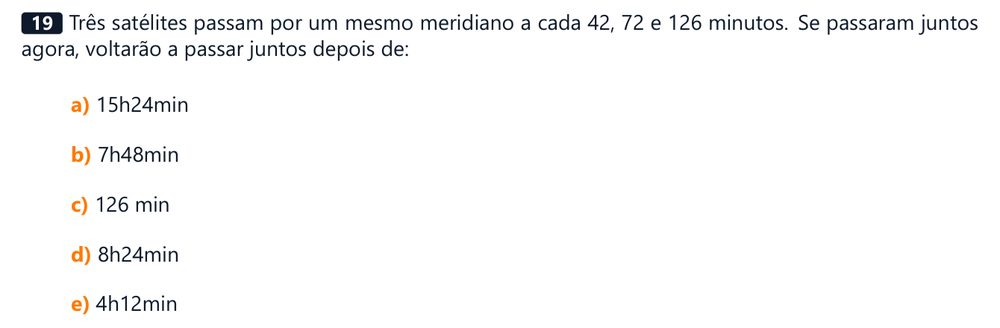 19 Três satélites passam por um mesmo meridiano a cada 42, 72 e 126 minutos. Se passaram juntos
agora, voltarão a passar juntos depois de:
a) 15h24min
b) 7h48min
c) 126 min
d) 8h24min
e) 4h12min